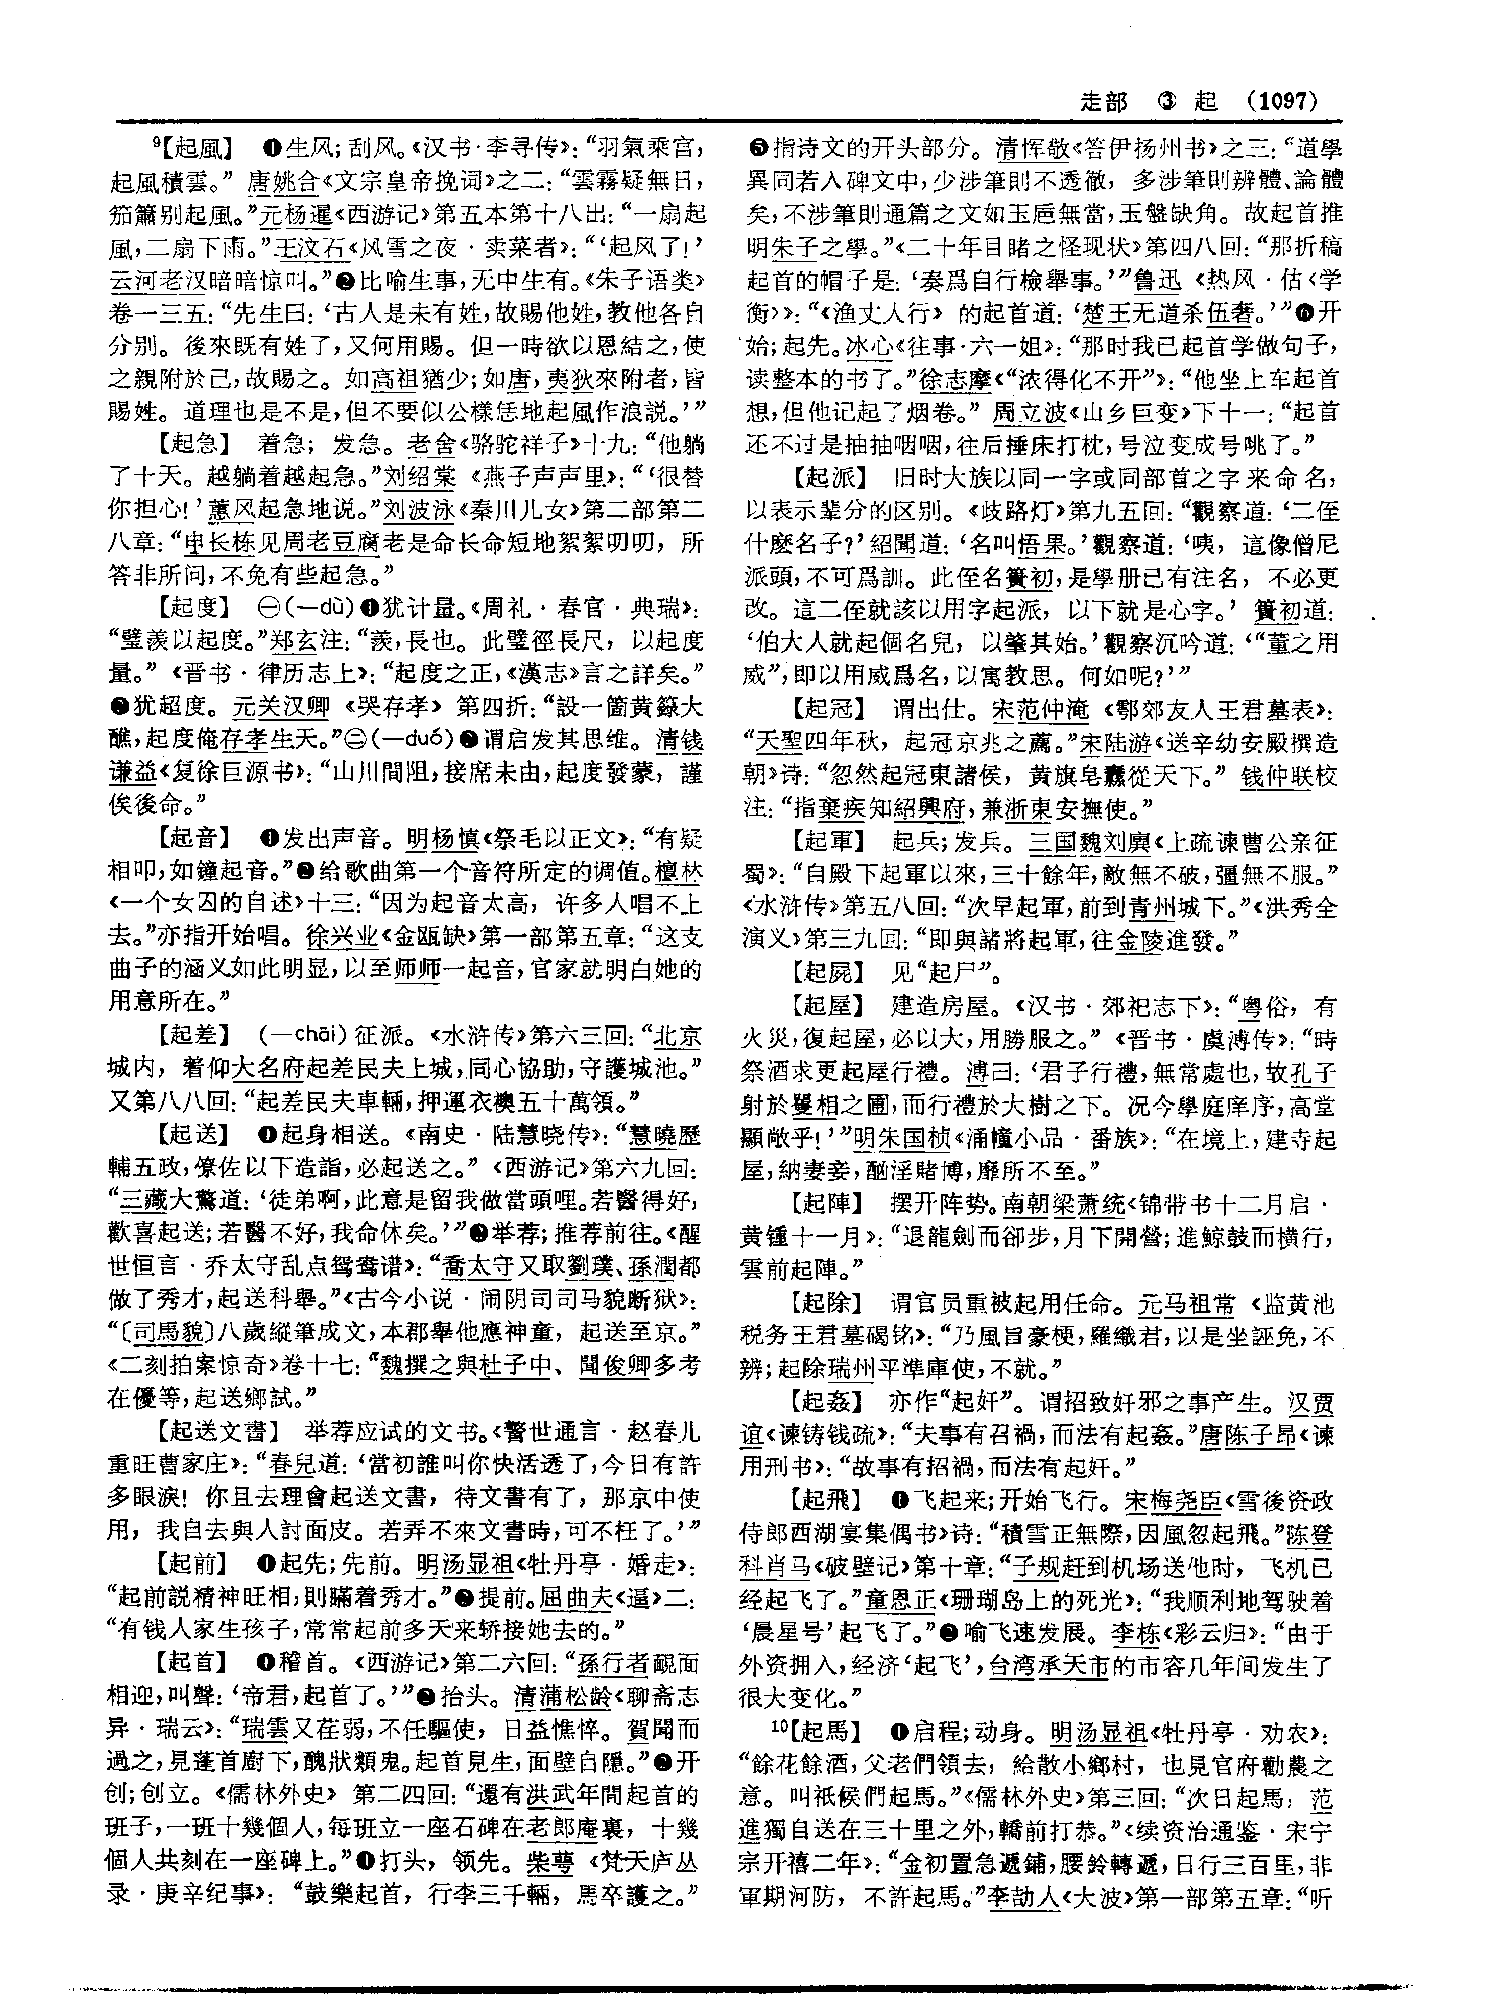 走部 ③ 起 (1097)
⁹【起風】 ❶生风；刮风。《汉书·李寻传》：“羽氣乘宫，
起風積雲。” 唐姚合《文宗皇帝挽词》之二：“雲霧疑無日，
笳簫别起風。”元杨暹《西游记》第五本第十八出：“一扇起
風，二扇下雨。”王汶石《风雪之夜·卖菜者》：“‘起风了！’
云河老汉暗暗惊叫。”❷比喻生事，无中生有。《朱子语类》
卷一三五：“先生曰：‘古人是未有姓，故賜他姓，教他各自
分别。後來既有姓了，又何用賜。但一時欲以恩結之，使
之親附於己，故賜之。如高祖猶少；如唐，夷狄來附者，皆
賜姓。道理也是不是，但不要似公樣恁地起風作浪説。’”
【起急】 着急；发急。老舍《骆驼祥子》十九：“他躺
了十天。越躺着越起急。”刘绍棠《燕子声声里》：“‘很替
你担心！’蕙风起急地说。”刘波泳《秦川儿女》第二部第二
八章：“申长栋见周老豆腐老是命长命短地絮絮叨叨，所
答非所问，不免有些起急。”
【起度】 ㊀(—dù)❶犹计量。《周礼·春官·典瑞》：
“璧羨以起度。”郑玄注：“羨，長也。此璧徑長尺，以起度
量。”《晋书·律历志上》：“起度之正，《漢志》言之詳矣。”
❷犹超度。元关汉卿《哭存孝》第四折：“設一箇黄籙大
醮，起度俺存孝生天。”㊁(—duó)❷谓启发其思维。清钱
谦益《复徐巨源书》：“山川間阻，接席未由，起度發蒙，謹
俟後命。”
【起音】 ❶发出声音。明杨慎《祭毛以正文》：“有疑
相叩，如鐘起音。”❷给歌曲第一个音符所定的调值。檀林
《一个女囚的自述》十三：“因为起音太高，许多人唱不上
去。”亦指开始唱。徐兴业《金瓯缺》第一部第五章：“这支
曲子的涵义如此明显，以至师师一起音，官家就明白她的
用意所在。”
【起差】 (—chāi)征派。《水浒传》第六三回：“北京
城内，着仰大名府起差民夫上城，同心協助，守護城池。”
又第八八回：“起差民夫車輛，押運衣襖五十萬領。”
【起送】 ❶起身相送。《南史·陆慧晓传》：“慧曉歷
輔五政，僚佐以下造詣，必起送之。”《西游记》第六九回：
“三藏大驚道：‘徒弟啊，此意是留我做當頭哩。若醫得好，
歡喜起送；若醫不好，我命休矣。’”❷举荐；推荐前往。《醒
世恒言·乔太守乱点鸳鸯谱》：“喬太守又取劉璞、孫潤都
做了秀才，起送科舉。”《古今小说·闹阴司司马貌断狱》：
“〔司馬貌〕八歲縱筆成文，本郡舉他應神童，起送至京。”
《二刻拍案惊奇》卷十七：“魏撰之與杜子中、聞俊卿多考
在優等，起送鄉試。”
【起送文書】 举荐应试的文书。《警世通言·赵春儿
重旺曹家庄》：“春兒道：‘當初誰叫你快活透了，今日有許
多眼淚！你且去理會起送文書，待文書有了，那京中使
用，我自去與人討面皮。若弄不來文書時，可不枉了。’”
【起前】 ❶起先；先前。明汤显祖《牡丹亭·婚走》：
“起前説精神旺相，則瞞着秀才。”❷提前。屈曲夫《逼》二：
“有钱人家生孩子，常常起前多天来轿接她去的。”
【起首】 ❶稽首。《西游记》第二六回：“孫行者覿面
相迎，叫聲：‘帝君，起首了。’”❷抬头。清蒲松龄《聊斋志
异·瑞云》：“瑞雲又荏弱，不任驅使，日益憔悴。賀聞而
過之，見蓬首廚下，醜狀類鬼。起首見生，面壁自隱。”❸开
创；创立。《儒林外史》第二四回：“還有洪武年間起首的
班子，一班十幾個人，每班立一座石碑在老郎庵裏，十幾
個人共刻在一座碑上。”❹打头，领先。柴萼《梵天庐丛
录·庚辛纪事》：“鼓樂起首，行李三千輛，馬卒護之。”
❺指诗文的开头部分。清恽敬《答伊扬州书》之三：“道學
異同若入碑文中，少涉筆則不透徹，多涉筆則辨體、論體
矣，不涉筆則通篇之文如玉卮無當，玉盤缺角。故起首推
明朱子之學。”《二十年目睹之怪现状》第四八回：“那折稿
起首的帽子是：‘奏爲自行檢舉事。’”鲁迅《热风·估〈学
衡〉》：“《渔丈人行》的起首道：‘楚王无道杀伍奢。’”❻开
始；起先。冰心《往事·六一姐》：“那时我已起首学做句子，
读整本的书了。”徐志摩《“浓得化不开”》：“他坐上车起首
想，但他记起了烟卷。”周立波《山乡巨变》下十一：“起首
还不过是抽抽咽咽，往后捶床打枕，号泣变成号咷了。”
【起派】 旧时大族以同一字或同部首之字来命名，
以表示辈分的区别。《歧路灯》第九五回：“觀察道：‘二侄
什麽名子？’紹聞道：‘名叫悟果。’觀察道：‘咦，這像僧尼
派頭，不可爲訓。此侄名簣初，是學册已有注名，不必更
改。這二侄就該以用字起派，以下就是心字。’簣初道：
‘伯大人就起個名兒，以肇其始。’觀察沉吟道：‘“董之用
威”，即以用威爲名，以寓教思。何如呢？’”
【起冠】 谓出仕。宋范仲淹《鄠郊友人王君墓表》：
“天聖四年秋，起冠京兆之薦。”宋陆游《送辛幼安殿撰造
朝》诗：“忽然起冠東諸侯，黄旗皂纛從天下。”钱仲联校
注：“指棄疾知紹興府，兼浙東安撫使。”
【起軍】 起兵；发兵。三国魏刘廙《上疏谏曹公亲征
蜀》：“自殿下起軍以來，三十餘年，敵無不破，彊無不服。”
《水浒传》第五八回：“次早起軍，前到青州城下。”《洪秀全
演义》第三九回：“即與諸將起軍，往金陵進發。”
【起屍】 见“起尸”。
【起屋】 建造房屋。《汉书·郊祀志下》：“粤俗，有
火災，復起屋，必以大，用勝服之。”《晋书·虞溥传》：“時
祭酒求更起屋行禮。溥曰：‘君子行禮，無常處也，故孔子
射於矍相之圃，而行禮於大樹之下。况今學庭庠序，高堂
顯敞乎！’”明朱国桢《涌幢小品·番族》：“在境上，建寺起
屋，納妻妾，酗淫賭博，靡所不至。”
【起陣】 摆开阵势。南朝梁萧统《锦带书十二月启·
黄锺十一月》：“退龍劍而卻步，月下開營；進鯨鼓而横行，
雲前起陣。”
【起除】 谓官员重被起用任命。元马祖常《监黄池
税务王君墓碣铭》：“乃風旨豪梗，羅織君，以是坐誣免，不
辨；起除瑞州平準庫使，不就。”
【起姦】 亦作“起奸”。谓招致奸邪之事产生。汉贾
谊《谏铸钱疏》：“夫事有召禍，而法有起姦。”唐陈子昂《谏
用刑书》：“故事有招禍，而法有起奸。”
【起飛】 ❶飞起来；开始飞行。宋梅尧臣《雪後资政
侍郎西湖宴集偶书》诗：“積雪正無際，因風忽起飛。”陈登
科肖马《破壁记》第十章：“子规赶到机场送他时，飞机已
经起飞了。”童恩正《珊瑚岛上的死光》：“我顺利地驾驶着
‘晨星号’起飞了。”❷喻飞速发展。李栋《彩云归》：“由于
外资拥入，经济‘起飞’，台湾承天市的市容几年间发生了
很大变化。”
¹⁰【起馬】 ❶启程；动身。明汤显祖《牡丹亭·劝农》：
“餘花餘酒，父老們領去，給散小鄉村，也見官府勸農之
意。叫祗候們起馬。”《儒林外史》第三回：“次日起馬，范
進獨自送在三十里之外，轎前打恭。”《续资治通鉴·宋宁
宗开禧二年》：“金初置急遞鋪，腰鈴轉遞，日行三百里，非
軍期河防，不許起馬。”李劼人《大波》第一部第五章：“听